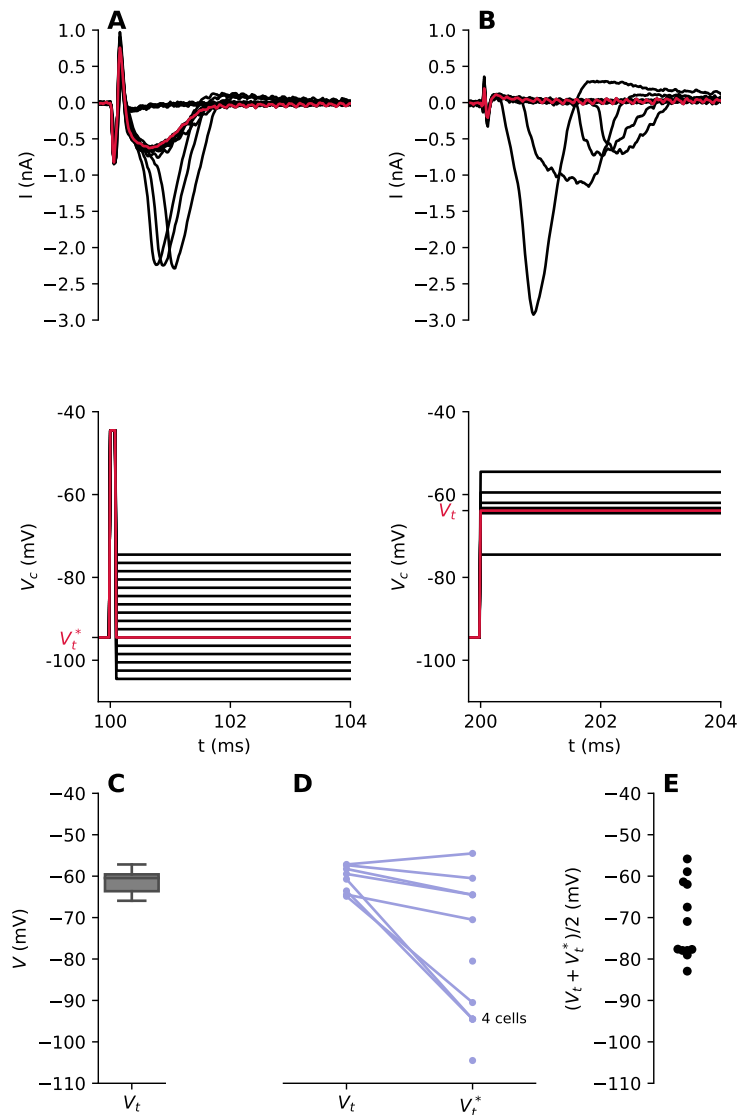 A
1.0
0.5
0.0
−0.5
−1.0
−1.5
−2.0
−2.5
−3.0
I (nA)
B
1.0
0.5
0.0
−0.5
−1.0
−1.5
−2.0
−2.5
−3.0
I (nA)
-40
-60
-80
-100
V_c (mV)
V_t^*
100
102
104
t (ms)
-40
-60
-80
-100
V_c (mV)
V_t
200
202
204
t (ms)
C
−40
−50
−60
−70
−80
−90
−100
−110
V (mV)
V_t
D
4 cells
V_t
V_t^*
E
−40
−50
−60
−70
−80
−90
−100
−110
(V_t + V_t^*)/2 (mV)